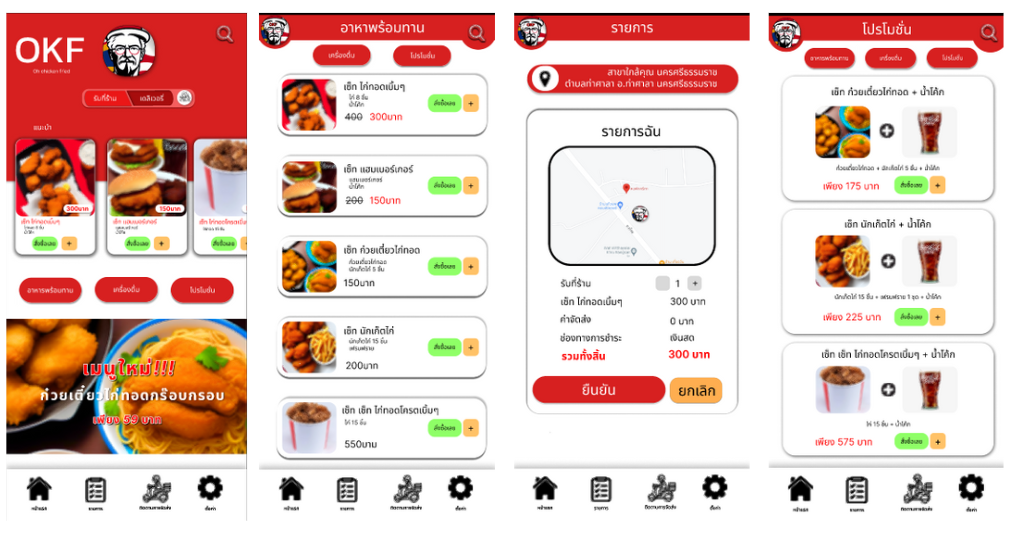 OKF
Oh chicken Fried
OKF
รับที่ร้าน
เดลิเวอรี่
แนะนำ
300บาท
เซ็ท ไก่ทอดเบิ้มๆ
ไก่ 8 ชิ้น
น้ำโค้ก
สั่งซื้อเลย
+
150บาท
เซ็ท แฮมเบอร์เกอร์
แฮมเบอร์เกอร์
น้ำโค้ก
สั่งซื้อเลย
+
เซ็ท ไก่ทอดโครตเบิ้ม
ไก่ 15 ชิ้น
สั่งซื้อเลย
+
อาหารพร้อมทาน
เครื่องดื่ม
โปรโมชั่น
เมนูใหม่!!!
ก๋วยเตี๋ยวไก่ทอดกร๊อบกรอบ
เพียง 59 บาท
หน้าแรก
รายการ
ติดตามการจัดส่ง
ตั้งค่า
OKF
อาหาพร้อมทาน
เครื่องดื่ม
โปรโมชั่น
เซ็ท ไก่ทอดเบิ้มๆ
ไก่ 8 ชิ้น
น้ำโค้ก
400 300บาท
สั่งซื้อเลย
+
เซ็ท แฮมเบอร์เกอร์
แฮมเบอร์เกอร์
น้ำโค้ก
200 150บาท
สั่งซื้อเลย
+
เซ็ท ก๋วยเตี๋ยวไก่ทอด
ก๋วยเตี๋ยวไก่ทอด
นักเก็ตไก่ 5 ชิ้น
150บาท
สั่งซื้อเลย
+
เซ็ท นักเก็ตไก่
นักเก็ตไก่ 15 ชิ้น
เฟรนฟราย
200บาท
สั่งซื้อเลย
+
เซ็ท เซ็ท ไก่ทอดโครตเบิ้มๆ
ไก่ 15 ชิ้น
550บาม
สั่งซื้อเลย
+
หน้าแรก
รายการ
ติดตามการจัดส่ง
ตั้งค่า
OKF
รายการ
สาขาใกล้คุณ นครศรีธรรมราช
ตำบลท่าศาลา อ.ท่าศาลา นครศรีธรรมราช
รายการฉัน
รับที่ร้าน 1 +
เซ็ท ไก่ทอดเบิ้มๆ 300 บาท
ค่าจัดส่ง 0 บาท
ช่องทางการชำระ เงินสด
รวมทั้งสิ้น 300 บาท
ยืนยัน
ยกเลิก
หน้าแรก
รายการ
ติดตามการจัดส่ง
ตั้งค่า
OKF
โปรโมชั่น
อาหารพร้อมทาน
เครื่องดื่ม
โปรโมชั่น
เซ็ท ก๋วยเตี๋ยวไก่ทอด + น้ำโค้ก
ก๋วยเตี๋ยวไก่ทอด + นักเก็ตไก่ 5 ชิ้น + น้ำโค้ก
เพียง 175 บาท
สั่งซื้อเลย
+
เซ็ท นักเก็ตไก่ + น้ำโค้ก
นักเก็ตไก่ 15 ชิ้น + เฟรนฟราย 1 ชุด + น้ำโค้ก
เพียง 225 บาท
สั่งซื้อเลย
+
เซ็ท เซ็ท ไก่ทอดโครตเบิ้มๆ + น้ำโค้ก
ไก่ 15 ชิ้น + น้ำโค้ก
เพียง 575 บาท
สั่งซื้อเลย
+
หน้าแรก
รายการ
ติดตามการจัดส่ง
ตั้งค่า